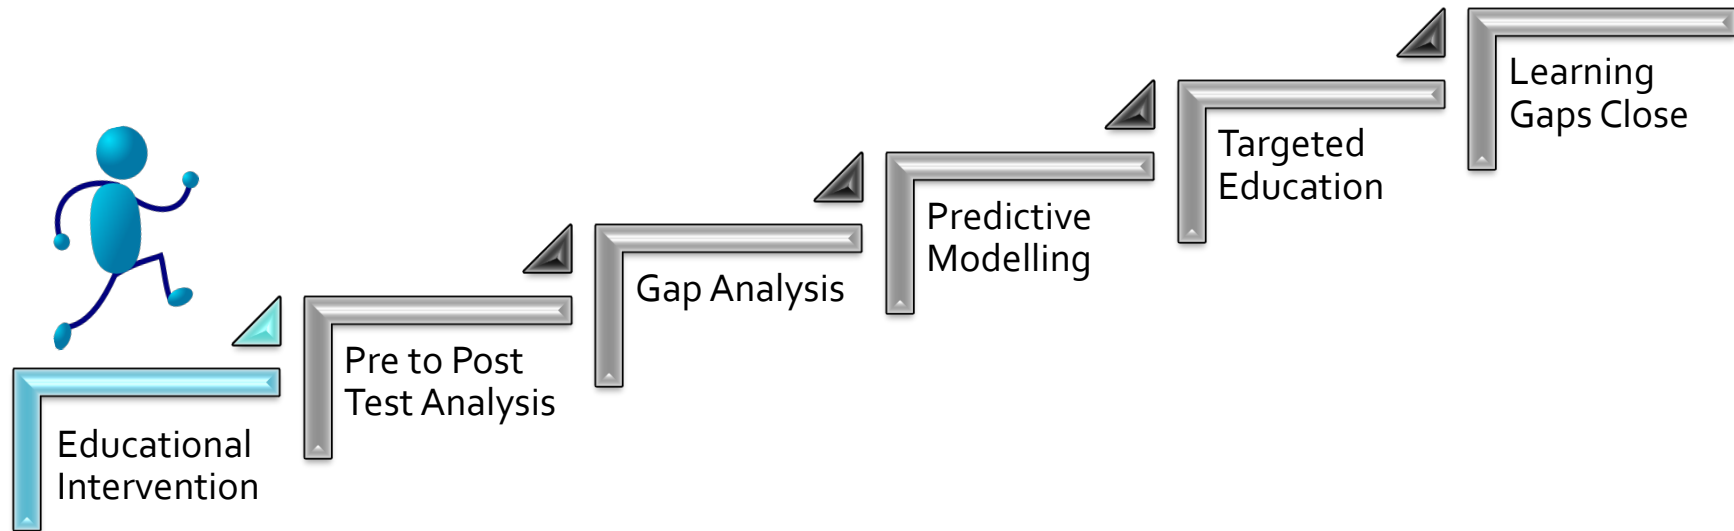 Educational
Intervention
Pre to Post
Test Analysis
Gap Analysis
Predictive
Modelling
Targeted
Education
Learning
Gaps Close